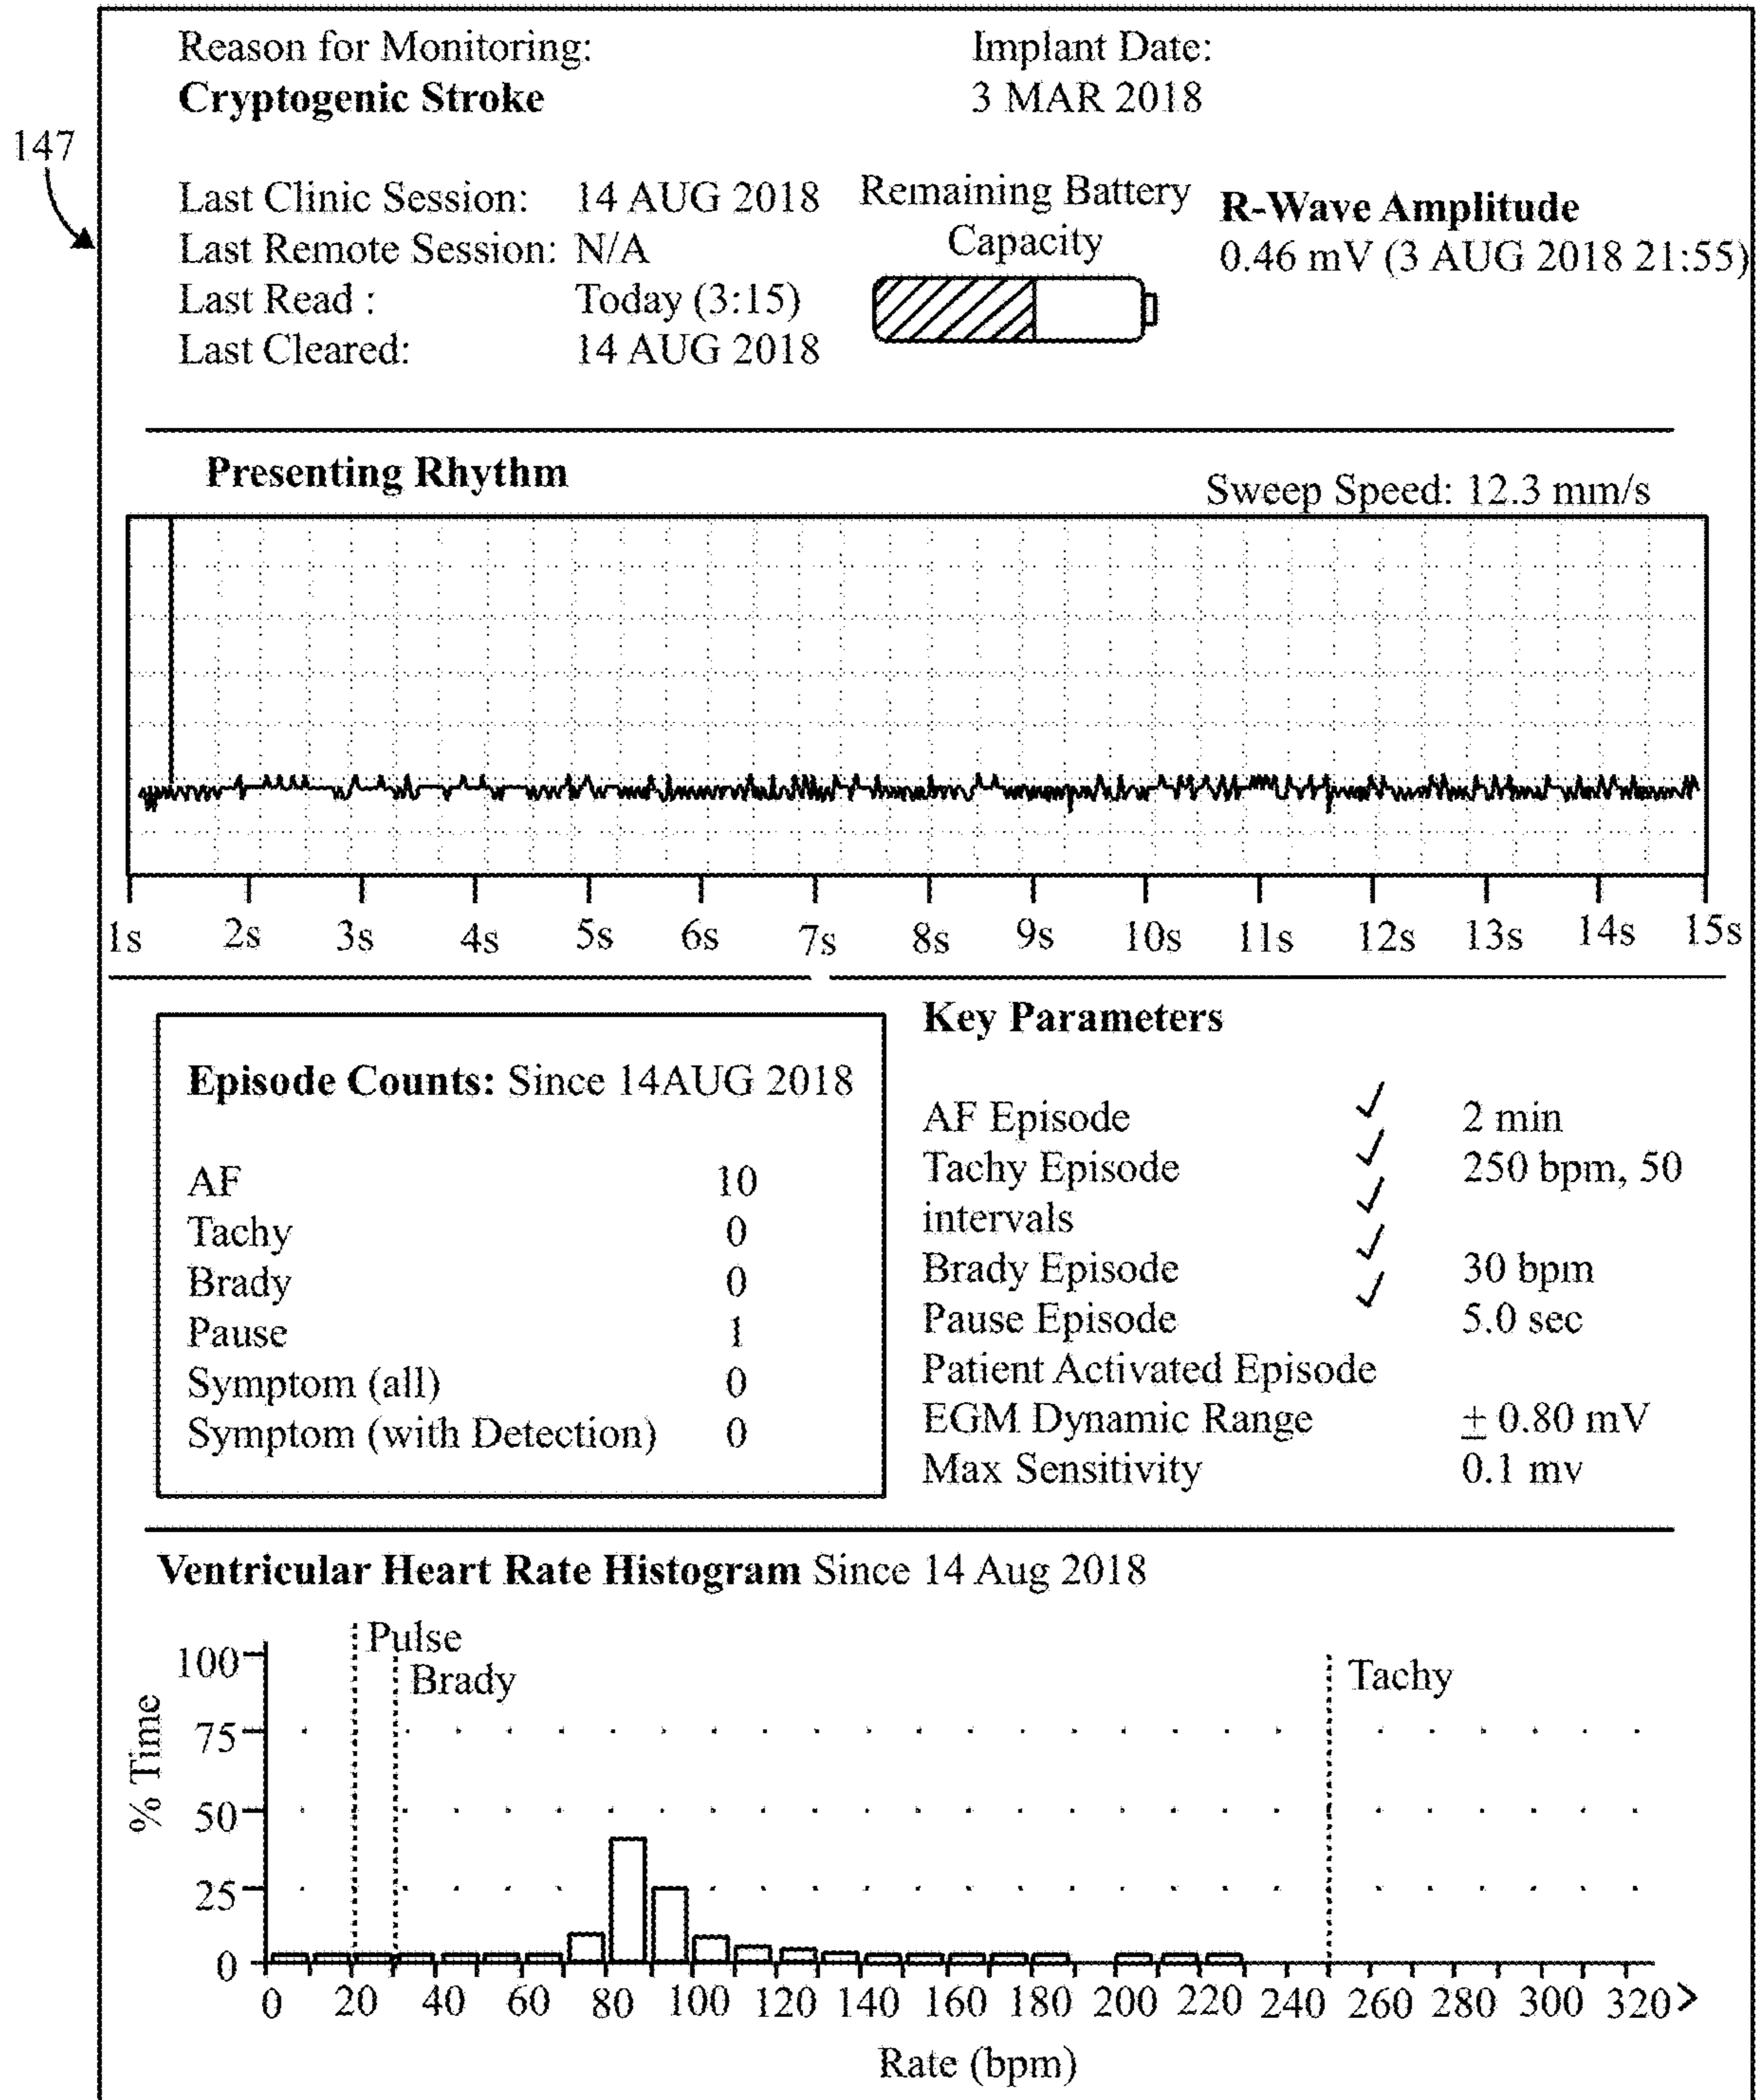 147
Reason for Monitoring:
Cryptogenic Stroke
Implant Date:
3 MAR 2018
Last Clinic Session: 14 AUG 2018
Last Remote Session: N/A
Last Read : Today (3:15)
Last Cleared: 14 AUG 2018
Remaining Battery
Capacity
R-Wave Amplitude
0.46 mV (3 AUG 2018 21:55)
Presenting Rhythm
Sweep Speed: 12.3 mm/s
1s 2s 3s 4s 5s 6s 7s 8s 9s 10s 11s 12s 13s 14s 15s
Episode Counts: Since 14AUG 2018
AF 10
Tachy 0
Brady 0
Pause 1
Symptom (all) 0
Symptom (with Detection) 0
Key Parameters
AF Episode ✓ 2 min
Tachy Episode ✓ 250 bpm, 50
intervals ✓
Brady Episode ✓ 30 bpm
Pause Episode ✓ 5.0 sec
Patient Activated Episode
EGM Dynamic Range ± 0.80 mV
Max Sensitivity 0.1 mv
Ventricular Heart Rate Histogram Since 14 Aug 2018
Pulse
Brady
Tachy
% Time
100
75
50
25
0
0 20 40 60 80 100 120 140 160 180 200 220 240 260 280 300 320>
Rate (bpm)